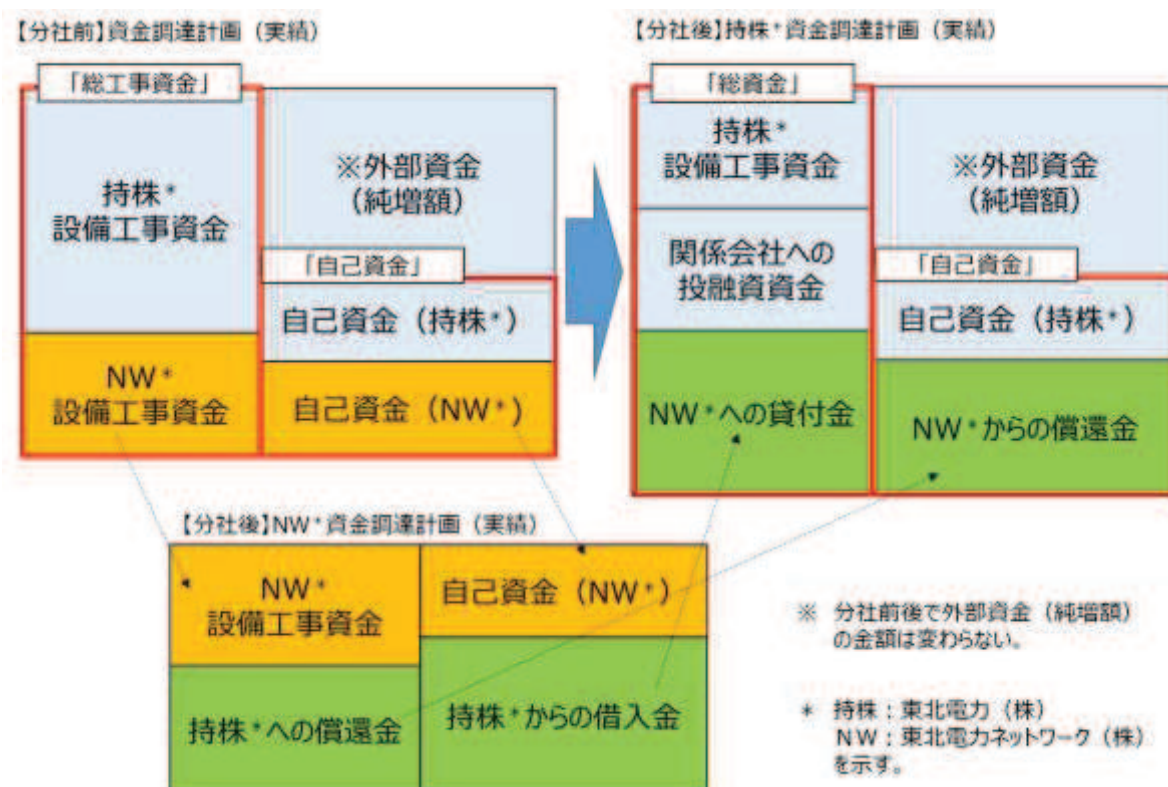 【分社前】資金調達計画（実績）
「総工事資金」
持株*
設備工事資金
※外部資金
（純増額）
「自己資金」
自己資金（持株*）
NW*
設備工事資金
自己資金（NW*）
【分社後】持株*資金調達計画（実績）
「総資金」
持株*
設備工事資金
関係会社への
投融資資金
※外部資金
（純増額）
「自己資金」
自己資金（持株*）
NW*への貸付金
NW*からの償還金
【分社後】NW*資金調達計画（実績）
NW*
設備工事資金
自己資金（NW*）
持株*への償還金
持株*からの借入金
※ 分社前後で外部資金（純増額）
の金額は変わらない。
* 持株：東北電力（株）
ＮＷ：東北電力ネットワーク（株）
を示す。